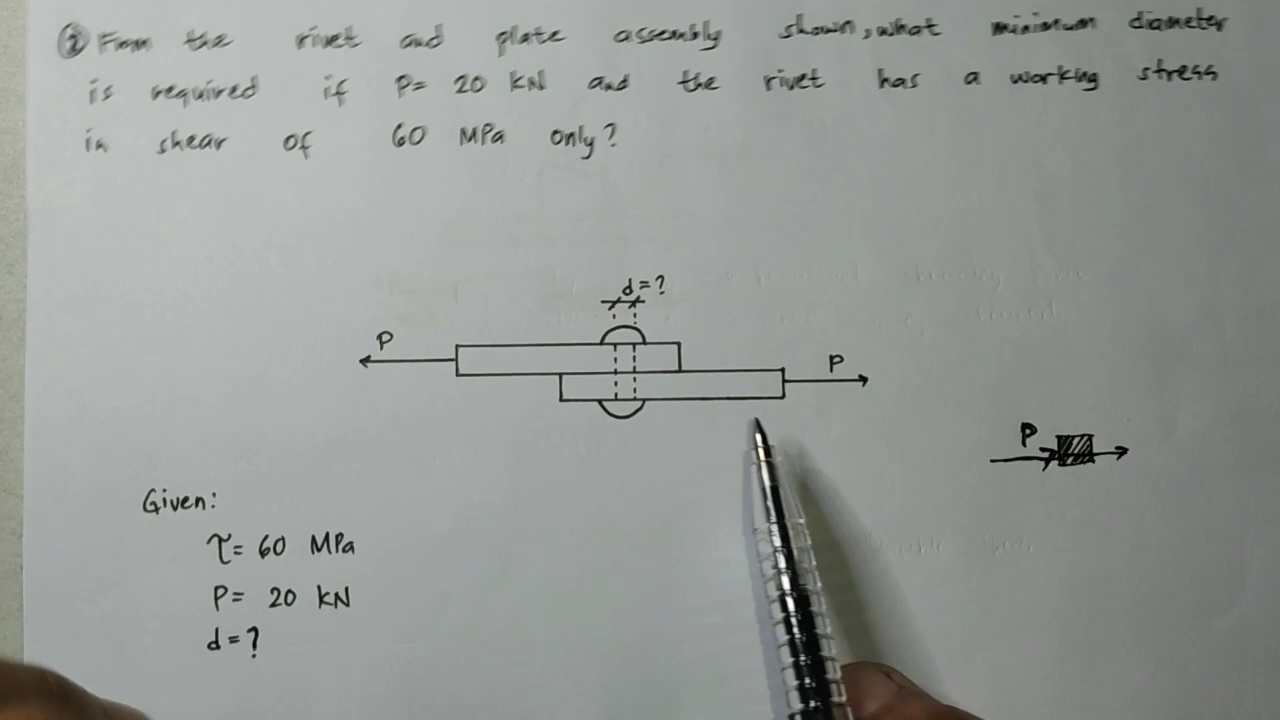 ② From the rivet and plate assembly shown, what minimum diameter
is required if P= 20 kN and the rivet has a working stress
in shear of 60 MPa only?
d=?
P
P
P
Given:
τ= 60 MPa
P= 20 kN
d=?